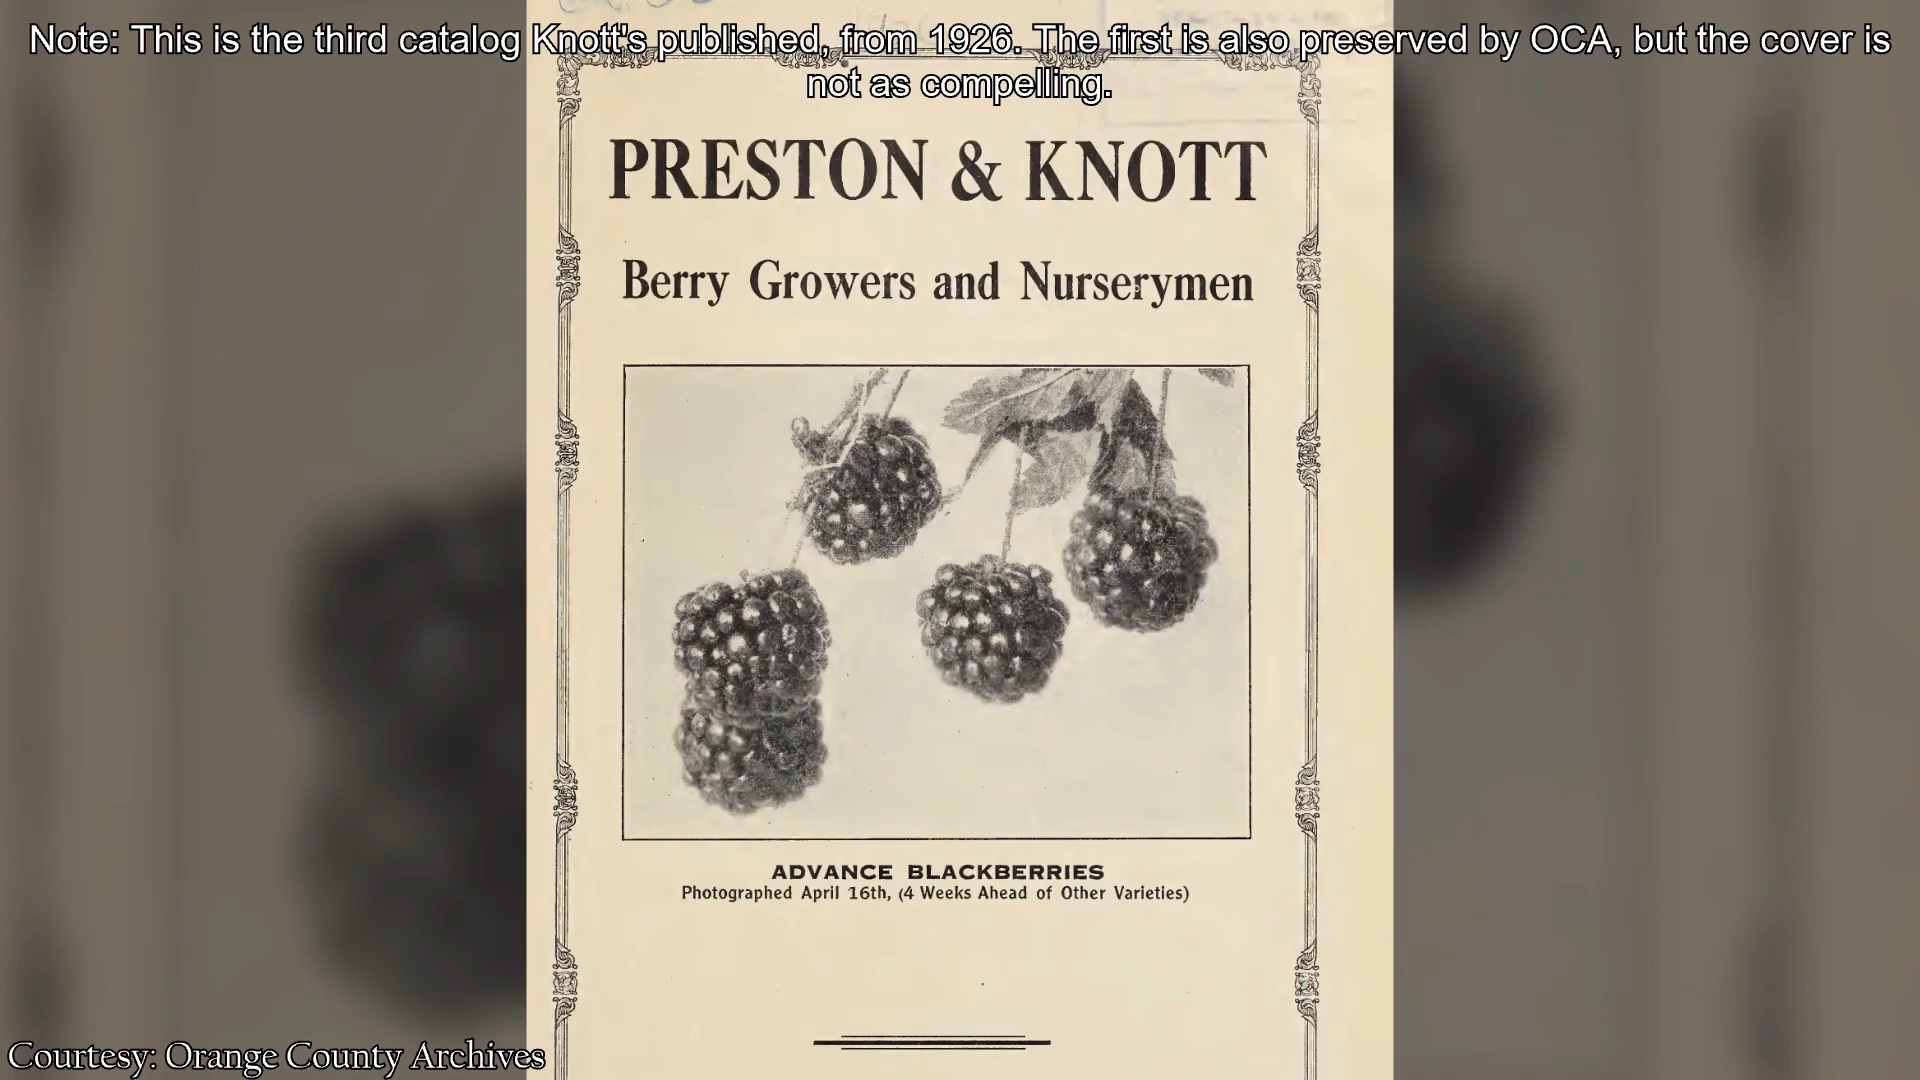 Note: This is the third catalog Knott's published, from 1926. The first is also preserved by OCA, but the cover is
not as compelling.
PRESTON & KNOTT
Berry Growers and Nurserymen
ADVANCE BLACKBERRIES
Photographed April 16th, (4 Weeks Ahead of Other Varieties)
Courtesy: Orange County Archives